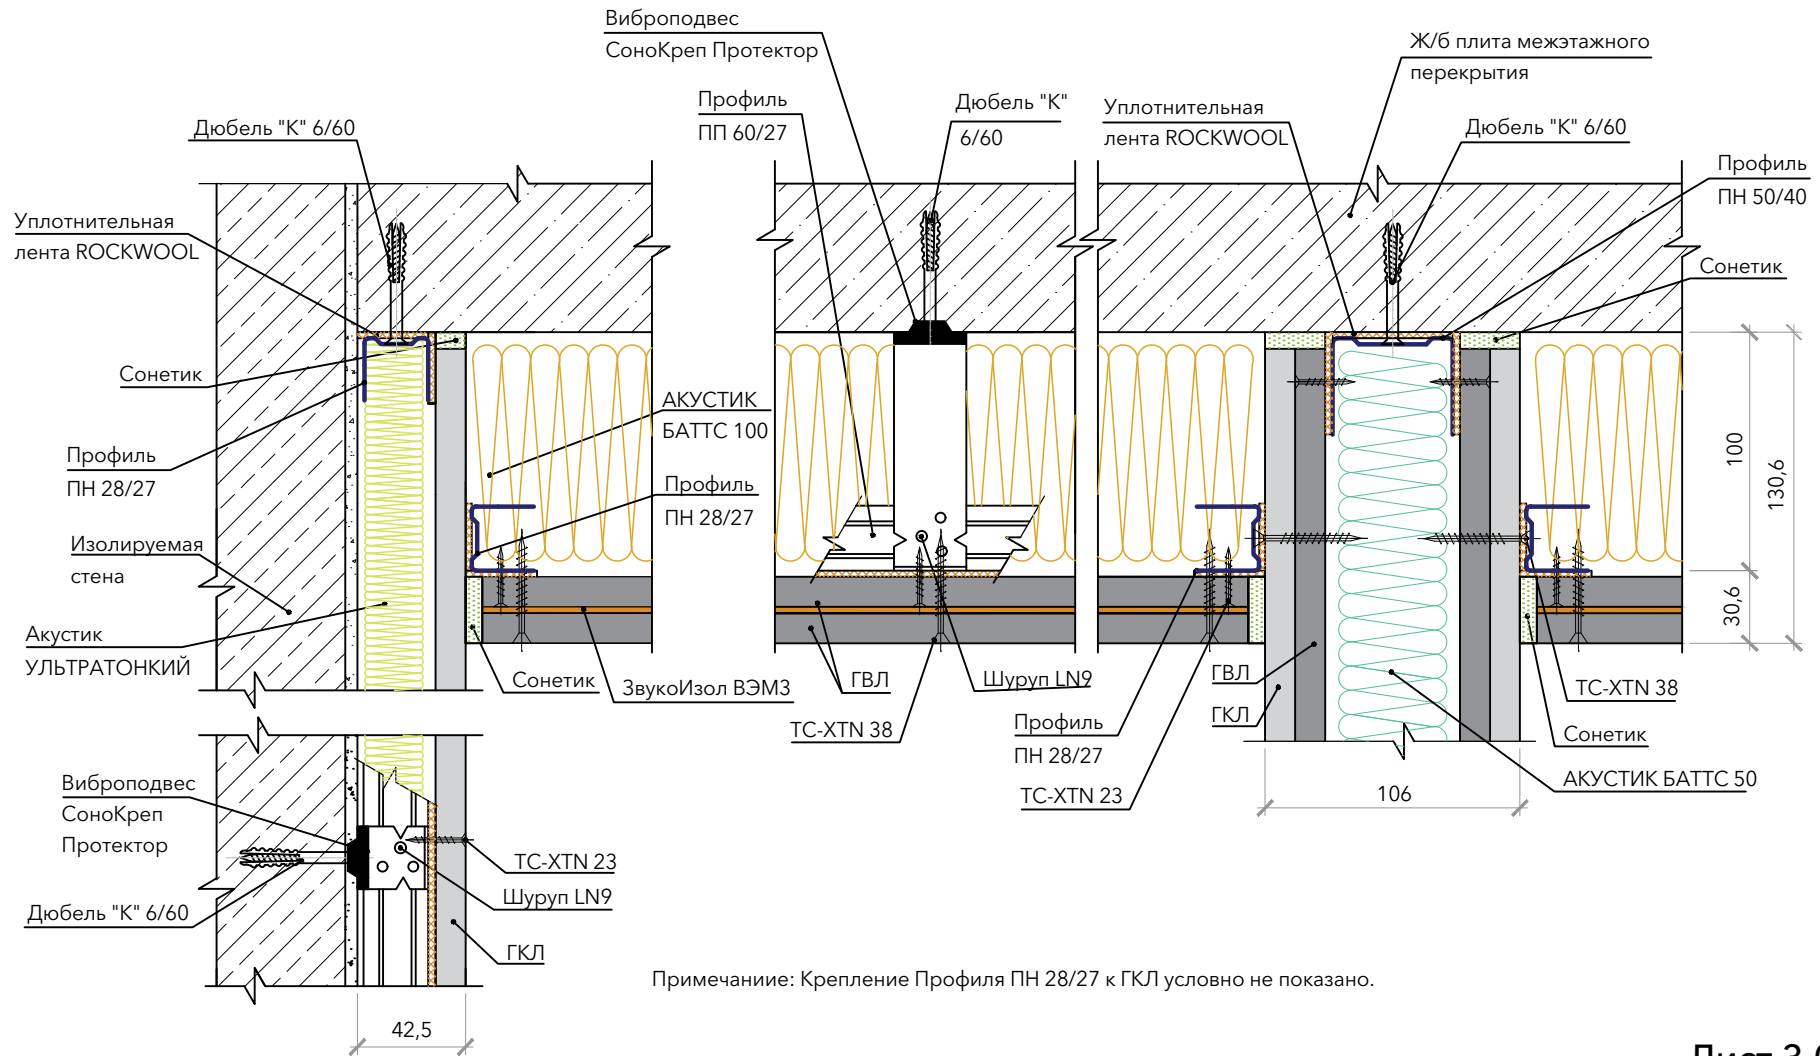 Виброподвес
СоноКреп Протектор
Ж/б плита межэтажного
перекрытия
Профиль
ПП 60/27
Дюбель "К"
6/60
Уплотнительная
лента ROCKWOOL
Дюбель "К" 6/60
Дюбель "К" 6/60
Профиль
ПН 50/40
Уплотнительная
лента ROCKWOOL
Сонетик
Сонетик
АКУСТИК
БАТТС 100
Профиль
ПН 28/27
Профиль
ПН 28/27
100
130,6
30,6
Изолируемая
стена
Акустик
УЛЬТРАТОНКИЙ
Сонетик
ЗвукоИзол ВЭМЗ
ГВЛ
Шуруп LN9
ТС-XTN 38
ГВЛ
ГКЛ
Профиль
ПН 28/27
ТС-XTN 23
ТС-XTN 38
Сонетик
АКУСТИК БАТТС 50
106
Виброподвес
СоноКреп
Протектор
ТС-XTN 23
Шуруп LN9
Дюбель "К" 6/60
ГКЛ
Примечаниие: Крепление Профиля ПН 28/27 к ГКЛ условно не показано.
42,5